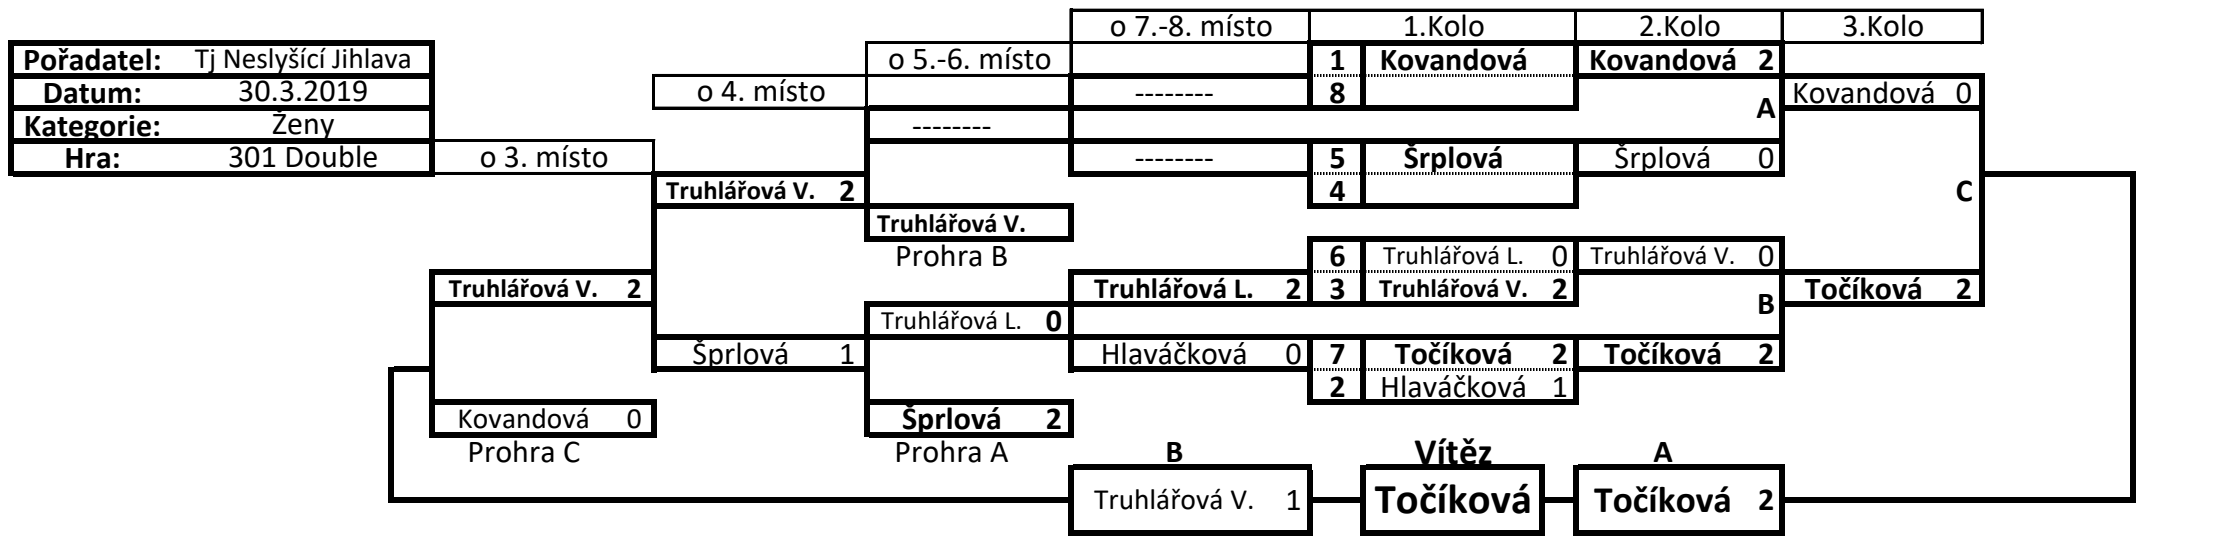 o 7.-8. místo 1.Kolo 2.Kolo 3.Kolo
Pořadatel: Tj Neslyšící Jihlava o 5.-6. místo 1 Kovandová Kovandová 2
Datum: 30.3.2019 o 4. místo -------- 8 Kovandová 0
A
Kategorie: Ženy --------
Hra: 301 Double o 3. místo -------- 5 Šrplová Šrplová 0
Truhlářová V. 2 4 C
Truhlářová V.
Prohra B 6 Truhlářová L. 0 Truhlářová V. 0
Truhlářová V. 2 Truhlářová L. 2 3 Truhlářová V. 2 Točíková 2
B
Truhlářová L. 0
Šprlová 1 Hlaváčková 0 7 Točíková 2 Točíková 2
2 Hlaváčková 1
Kovandová 0 Šprlová 2
Prohra C Prohra A B Vítěz A
Truhlářová V. 1 Točíková Točíková 2